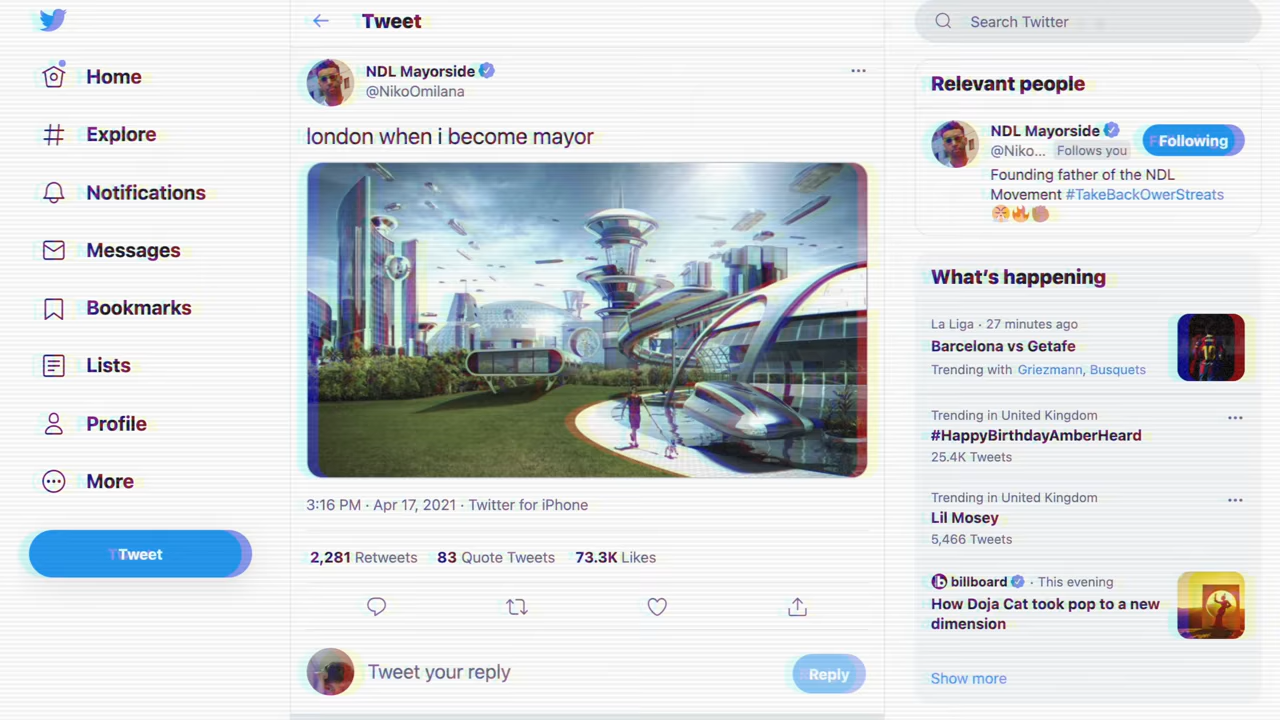 Home
Explore
Notifications
Messages
Bookmarks
Lists
Profile
More
Tweet
Tweet
NDL Mayorside
@NikoOmilana
london when i become mayor
3:16 PM · Apr 17, 2021 · Twitter for iPhone
2,281 Retweets 83 Quote Tweets 73.3K Likes
Tweet your reply
Reply
Search Twitter
Relevant people
NDL Mayorside
@Niko... Follows you
Following
Founding father of the NDL
Movement #TakeBackOwerStreats
What's happening
La Liga · 27 minutes ago
Barcelona vs Getafe
Trending with Griezmann, Busquets
Trending in United Kingdom
#HappyBirthdayAmberHeard
25.4K Tweets
Trending in United Kingdom
Lil Mosey
5,466 Tweets
billboard · This evening
How Doja Cat took pop to a new
dimension
Show more